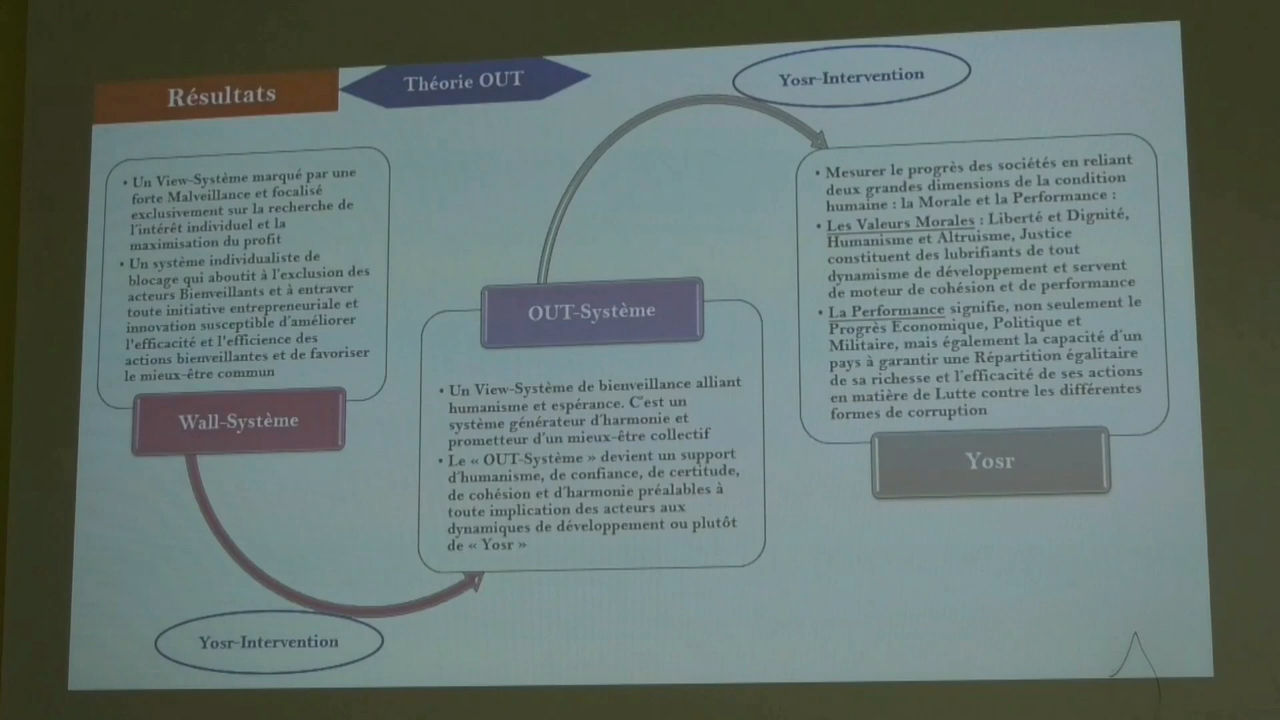 Résultats
Théorie OUT
Yosr-Intervention
• Un View-Système marqué par une
forte Malveillance et focalisé
exclusivement sur la recherche de
l'intérêt individuel et la
maximisation du profit
• Un système individualiste de
blocage qui aboutit à l'exclusion des
acteurs Bienveillants et à entraver
toute initiative entrepreneuriale et
innovation susceptible d'améliorer
l'efficacité et l'efficience des
actions bienveillantes et de favoriser
le mieux-être commun
Wall-Système
Yosr-Intervention
OUT-Système
• Un View-Système de bienveillance alliant
humanisme et espérance. C'est un
système générateur d'harmonie et
prometteur d'un mieux-être collectif
• Le « OUT-Système » devient un support
d'humanisme, de confiance, de certitude,
de cohésion et d'harmonie préalables à
toute implication des acteurs aux
dynamiques de développement ou plutôt
de « Yosr »
• Mesurer le progrès des sociétés en reliant
deux grandes dimensions de la condition
humaine : la Morale et la Performance :
• Les Valeurs Morales : Liberté et Dignité,
Humanisme et Altruisme, Justice
constituent des lubrifiants de tout
dynamisme de développement et servent
de moteur de cohésion et de performance
• La Performance signifie, non seulement le
Progrès Economique, Politique et
Militaire, mais également la capacité d'un
pays à garantir une Répartition égalitaire
de sa richesse et l'efficacité de ses actions
en matière de Lutte contre les différentes
formes de corruption
Yosr